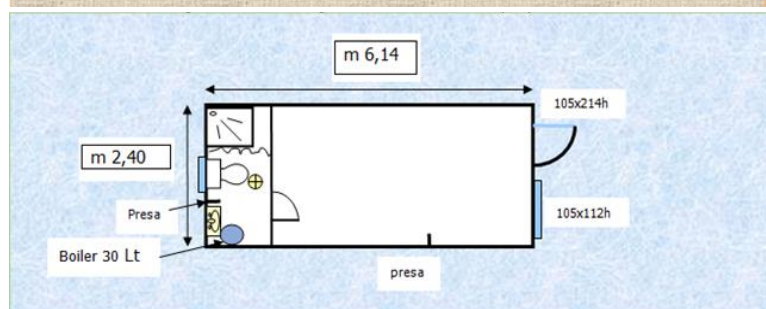 m 6,14
105x214h
m 2,40
Presa
105x112h
Boiler 30 Lt
presa